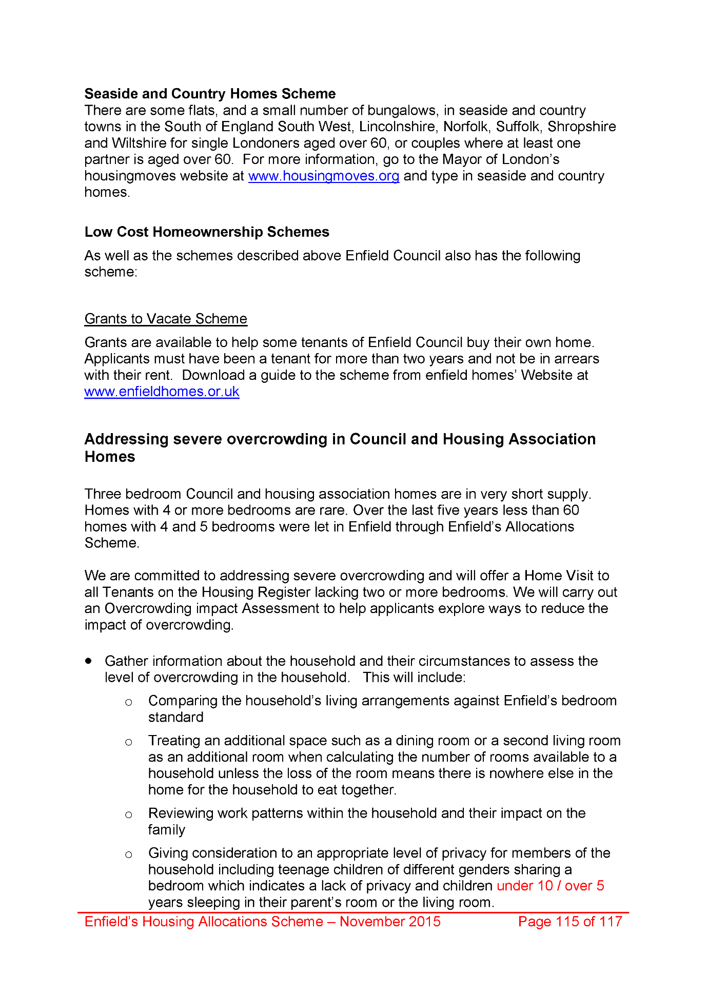 Seaside and Country Homes Scheme
There are some flats, and a small number of bungalows, in seaside and country
towns in the South of England South West, Lincolnshire, Norfolk, Suffolk, Shropshire
and Wiltshire for single Londoners aged over 60, or couples where at least one
partner is aged over 60.  For more information, go to the Mayor of London’s
housingmoves website at www.housingmoves.org and type in seaside and country
homes.
Low Cost Homeownership Schemes
As well as the schemes described above Enfield Council also has the following
scheme:
Grants to Vacate Scheme
Grants are available to help some tenants of Enfield Council buy their own home.
Applicants must have been a tenant for more than two years and not be in arrears
with their rent.  Download a guide to the scheme from enfield homes’ Website at
www.enfieldhomes.or.uk
Addressing severe overcrowding in Council and Housing Association
Homes
Three bedroom Council and housing association homes are in very short supply.
Homes with 4 or more bedrooms are rare. Over the last five years less than 60
homes with 4 and 5 bedrooms were let in Enfield through Enfield’s Allocations
Scheme.
We are committed to addressing severe overcrowding and will offer a Home Visit to
all Tenants on the Housing Register lacking two or more bedrooms. We will carry out
an Overcrowding impact Assessment to help applicants explore ways to reduce the
impact of overcrowding.
• Gather information about the household and their circumstances to assess the
level of overcrowding in the household.   This will include:
o Comparing the household’s living arrangements against Enfield’s bedroom
standard
o Treating an additional space such as a dining room or a second living room
as an additional room when calculating the number of rooms available to a
household unless the loss of the room means there is nowhere else in the
home for the household to eat together.
o Reviewing work patterns within the household and their impact on the
family
o Giving consideration to an appropriate level of privacy for members of the
household including teenage children of different genders sharing a
bedroom which indicates a lack of privacy and children under 10 / over 5
years sleeping in their parent’s room or the living room.
Enfield’s Housing Allocations Scheme – November 2015 Page 115 of 117